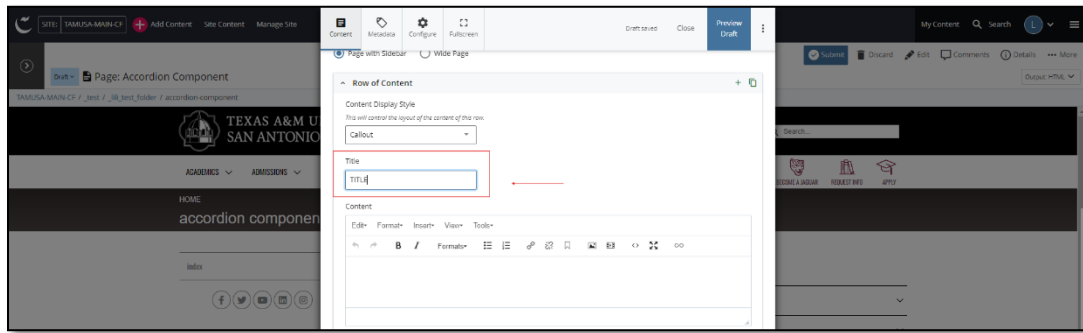 SITE: TAMUSA-MAIN-CF Add Content Site Content Manage Site
Content Metadata Configure Fullscreen
Draft saved Close Preview Draft
My Content Search L
Page with Sidebar Wide Page
Submit Discard Edit Comments Details More
Draft Page: Accordion Component
Output: HTML
TAMUSA-MAIN-CF / _test / / accordion-component
Row of Content
Content Display Style
This will control the layout of the content of this row.
Callout
TEXAS A&M U
SAN ANTONIO
Search...
Title
TITLE
ACADEMICS ADMISSIONS
BECOME A JAGUAR REQUEST INFO APPLY
HOME
accordion componen
Content
Edit Format Insert View Tools
B I Formats
index